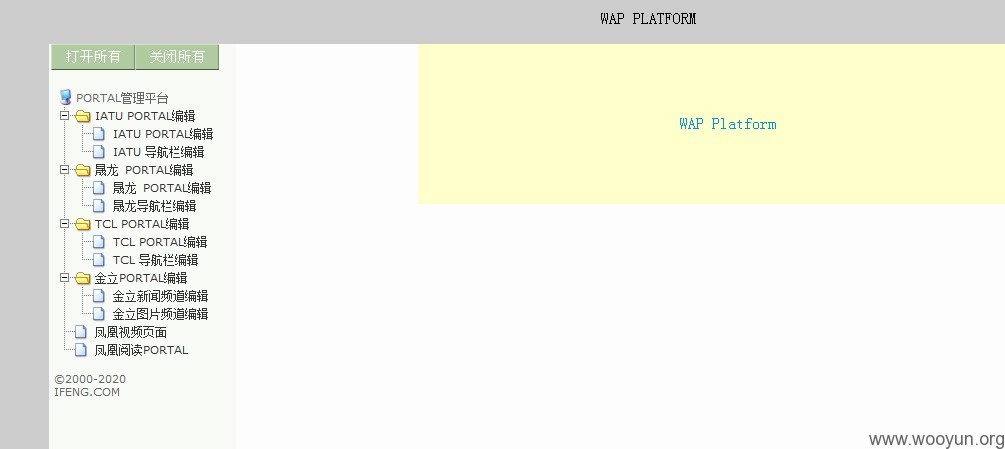 WAP PLATFORM
打开所有 关闭所有
PORTAL管理平台
IATU PORTAL编辑
IATU PORTAL编辑
IATU 导航栏编辑
晟龙 PORTAL编辑
晟龙 PORTAL编辑
晟龙导航栏编辑
TCL PORTAL编辑
TCL PORTAL编辑
TCL 导航栏编辑
金立PORTAL编辑
金立新闻频道编辑
金立图片频道编辑
凤凰视频页面
凤凰阅读PORTAL
©2000-2020
IFENG.COM
WAP Platform
www.wooyun.org